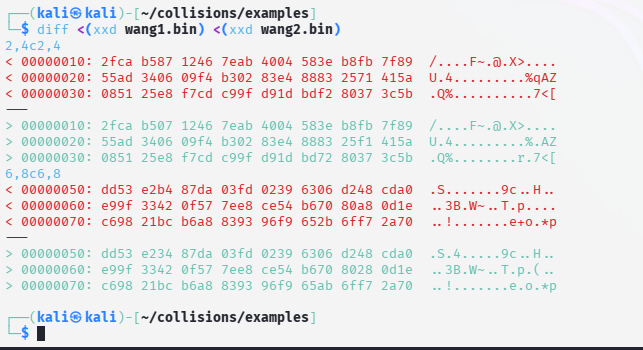 ┌──(kali㉿kali)-[~/collisions/examples]
└─$ diff <(xxd wang1.bin) <(xxd wang2.bin)
2,4c2,4
< 00000010: 2fca b587 1246 7eab 4004 583e b8fb 7f89  /....F~.@.X>....
< 00000020: 55ad 3406 09f4 b302 83e4 8883 2571 415a  U.4.........%qAZ
< 00000030: 0851 25e8 f7cd c99f d91d bdf2 8037 3c5b  .Q%..........7<[
---
> 00000010: 2fca b507 1246 7eab 4004 583e b8fb 7f89  /....F~.@.X>....
> 00000020: 55ad 3406 09f4 b302 83e4 8883 25f1 415a  U.4.........%.AZ
> 00000030: 0851 25e8 f7cd c99f d91d bd72 8037 3c5b  .Q%........r.7<[
6,8c6,8
< 00000050: dd53 e2b4 87da 03fd 0239 6306 d248 cda0  .S.......9c..H..
< 00000060: e99f 3342 0f57 7ee8 ce54 b670 80a8 0d1e  ..3B.W~..T.p....
< 00000070: c698 21bc b6a8 8393 96f9 652b 6ff7 2a70  ..!.......e+o.*p
---
> 00000050: dd53 e234 87da 03fd 0239 6306 d248 cda0  .S.4.....9c..H..
> 00000060: e99f 3342 0f57 7ee8 ce54 b670 8028 0d1e  ..3B.W~..T.p.(..
> 00000070: c698 21bc b6a8 8393 96f9 65ab 6ff7 2a70  ..!.......e.o.*p
┌──(kali㉿kali)-[~/collisions/examples]
└─$